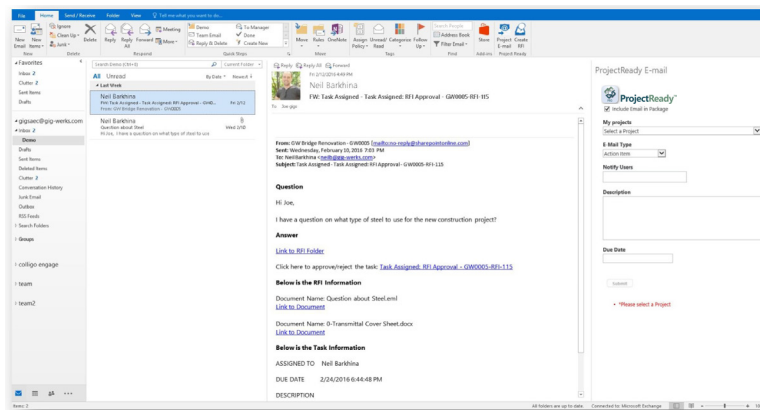 File Home Send / Receive Folder View Tell me what you want to do...
New Email
New Items
Ignore
Clean Up
Junk
Delete
Reply
Reply All
Forward
Meeting
More
Demo
Team Email
Reply & Delete
To Manager
Done
Create New
Move
Rules
OneNote
Assign Policy
Unread/ Read
Categorize
Follow Up
Search People
Address Book
Filter Email
Store
Project E-mail
Create RFI
New Delete Respond Quick Steps Move Tags Find Add-ins Project Ready
Favorites
Inbox 2
Clutter 2
Sent Items
Drafts
gigsaec@gig-werks.com
Inbox 2
Demo
Drafts
Sent Items
Deleted Items
Clutter 2
Conversation History
Junk Email
Outbox
RSS Feeds
Search Folders
Groups
colligo engage
team
team2
Search Demo (Ctrl+E) Current Folder
All Unread By Date Newest
Last Week
Neil Barkhina
FW: Task Assigned - Task Assigned: RFI Approval - GW0... Fri 2/12
From: GW Bridge Renovation - GW0005
Neil Barkhina
Question about Steel Wed 2/10
Hi Joe, I have a question on what type of steel to use
Reply Reply All Forward
Fri 2/12/2016 4:49 PM
Neil Barkhina
FW: Task Assigned - Task Assigned: RFI Approval - GW0005-RFI-115
To
From: GW Bridge Renovation - GW0005 [mailto:no-reply@sharepointonline.com]
Sent: Wednesday, February 10, 2016 7:03 PM
To: Neil Barkhina <neilb@gig-werks.com>
Subject: Task Assigned - Task Assigned: RFI Approval - GW0005-RFI-115
Question
Hi Joe,
I have a question on what type of steel to use for the new construction project?
Answer
Link to RFI Folder
Click here to approve/reject the task: Task Assigned: RFI Approval - GW0005-RFI-115
Below is the RFI Information
Document Name: Question about Steel.eml
Link to Document
Document Name: 0-Transmittal Cover Sheet.docx
Link to Document
Below is the Task Information
ASSIGNED TO Neil Barkhina
DUE DATE 2/24/2016 6:44:48 PM
DESCRIPTION
ProjectReady E-mail
ProjectReady™
Include Email in Package
My projects
Select a Project
E-Mail Type
Action Item
Notify Users
Description
Due Date
Submit
*Please select a Project
Items: 2
All folders are up to date. Connected to: Microsoft Exchange